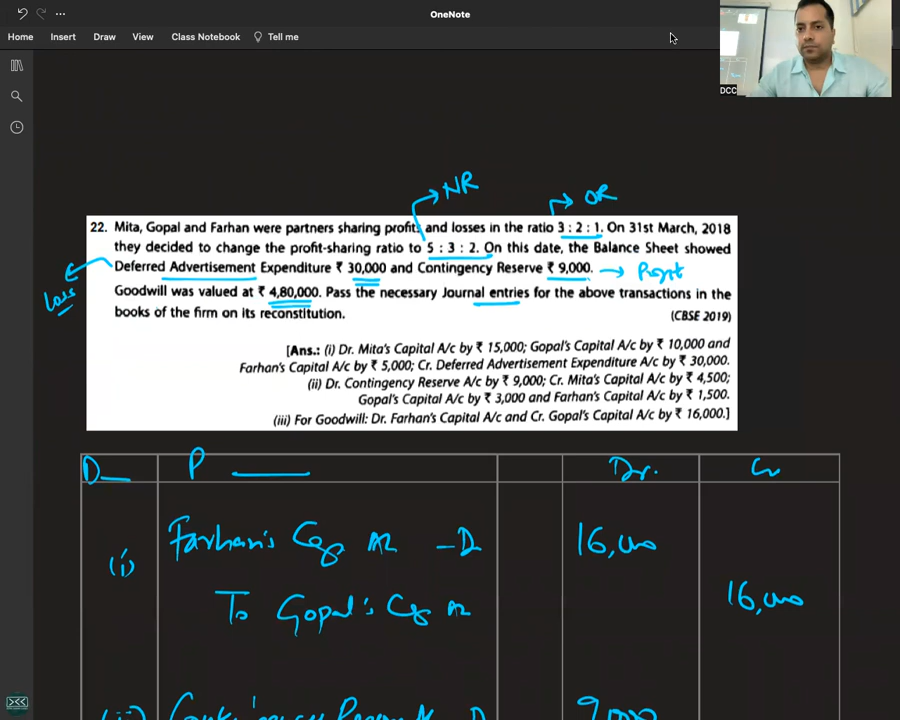 OneNote
Home Insert Draw View Class Notebook Tell me
DCC
NR
OR
22. Mita, Gopal and Farhan were partners sharing profits and losses in the ratio 3 : 2 : 1. On 31st March, 2018
they decided to change the profit-sharing ratio to 5 : 3 : 2. On this date, the Balance Sheet showed
Deferred Advertisement Expenditure ₹ 30,000 and Contingency Reserve ₹ 9,000. → Profit
Loss
Goodwill was valued at ₹ 4,80,000. Pass the necessary Journal entries for the above transactions in the
books of the firm on its reconstitution. (CBSE 2019)
[Ans.: (i) Dr. Mita's Capital A/c by ₹ 15,000; Gopal's Capital A/c by ₹ 10,000 and
Farhan's Capital A/c by ₹ 5,000; Cr. Deferred Advertisement Expenditure A/c by ₹ 30,000.
(ii) Dr. Contingency Reserve A/c by ₹ 9,000; Cr. Mita's Capital A/c by ₹ 4,500;
Gopal's Capital A/c by ₹ 3,000 and Farhan's Capital A/c by ₹ 1,500.
(iii) For Goodwill: Dr. Farhan's Capital A/c and Cr. Gopal's Capital A/c by ₹ 16,000.]
D P Dr. Cr
(i) Farhan's Cap A/c - D 16,000
To Gopal's Cap A/c 16,000
(ii) Contingency Reserve A/c D 9,000